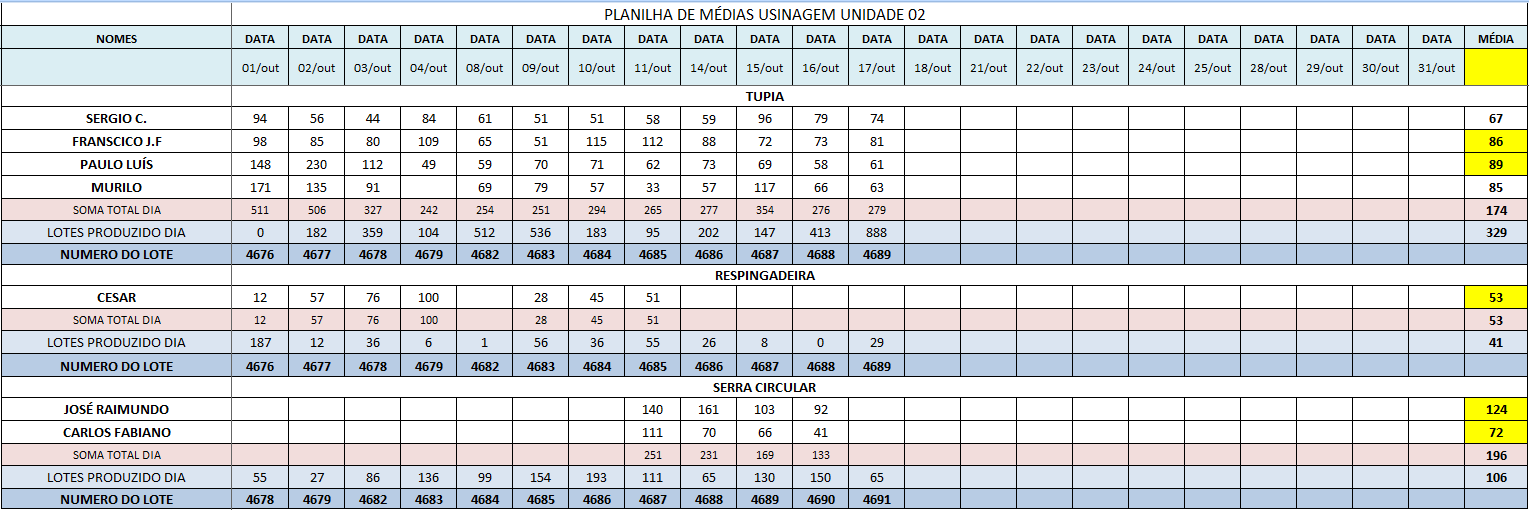 PLANILHA DE MÉDIAS USINAGEM UNIDADE 02
NOMES DATA DATA DATA DATA DATA DATA DATA DATA DATA DATA DATA DATA DATA DATA DATA DATA DATA DATA DATA DATA DATA DATA MÉDIA
01/out 02/out 03/out 04/out 08/out 09/out 10/out 11/out 14/out 15/out 16/out 17/out 18/out 21/out 22/out 23/out 24/out 25/out 28/out 29/out 30/out 31/out
TUPIA
SERGIO C. 94 56 44 84 61 51 51 58 59 96 79 74 67
FRANSCICO J.F 98 85 80 109 65 51 115 112 88 72 73 81 86
PAULO LUÍS 148 230 112 49 59 70 71 62 73 69 58 61 89
MURILO 171 135 91 69 79 57 33 57 117 66 63 85
SOMA TOTAL DIA 511 506 327 242 254 251 294 265 277 354 276 279 174
LOTES PRODUZIDO DIA 0 182 359 104 512 536 183 95 202 147 413 888 329
NUMERO DO LOTE 4676 4677 4678 4679 4682 4683 4684 4685 4686 4687 4688 4689
RESPINGADEIRA
CESAR 12 57 76 100 28 45 51 53
SOMA TOTAL DIA 12 57 76 100 28 45 51 53
LOTES PRODUZIDO DIA 187 12 36 6 1 56 36 55 26 8 0 29 41
NUMERO DO LOTE 4676 4677 4678 4679 4682 4683 4684 4685 4686 4687 4688 4689
SERRA CIRCULAR
JOSÉ RAIMUNDO 140 161 103 92 124
CARLOS FABIANO 111 70 66 41 72
SOMA TOTAL DIA 251 231 169 133 196
LOTES PRODUZIDO DIA 55 27 86 136 99 154 193 111 65 130 150 65 106
NUMERO DO LOTE 4678 4679 4682 4683 4684 4685 4686 4687 4688 4689 4690 4691